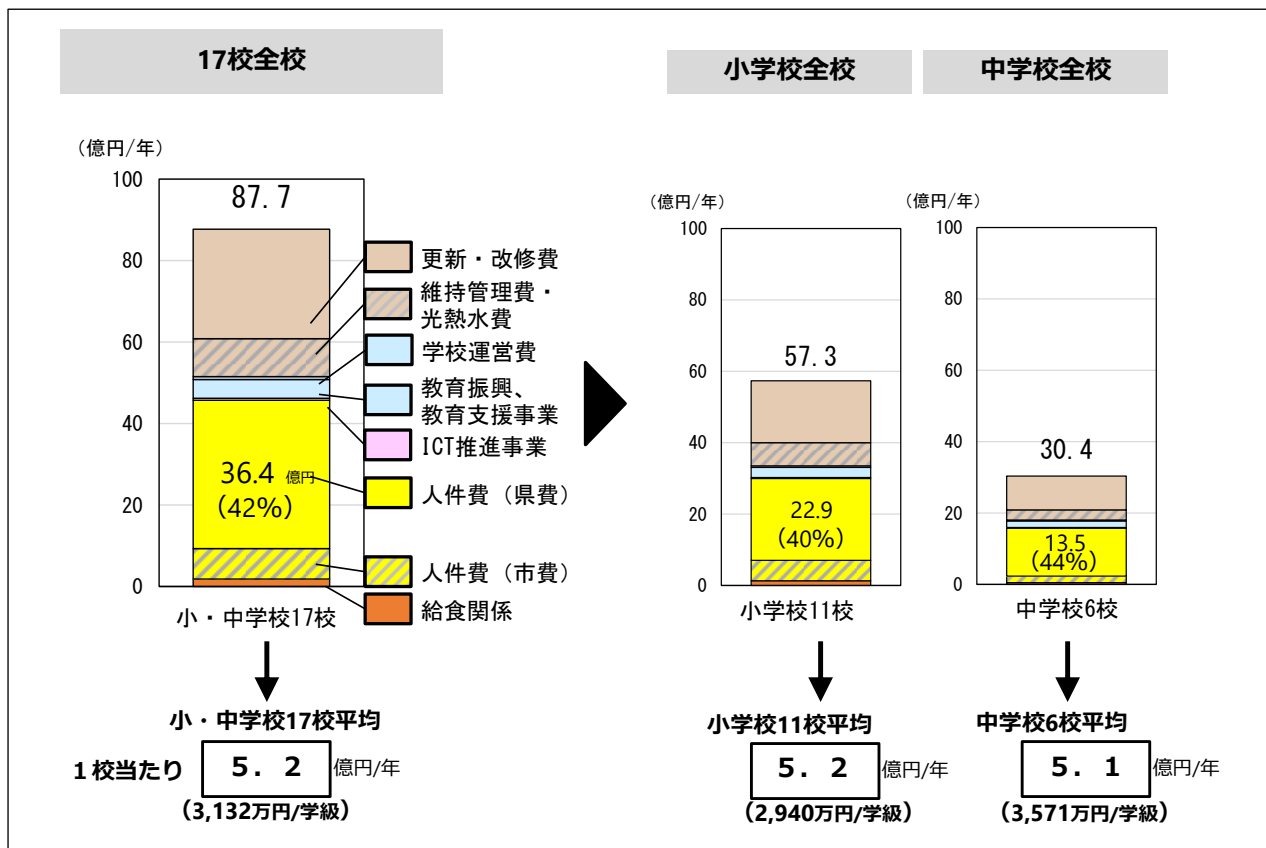 17校全校
小学校全校
中学校全校
（億円/年）
100
80
60
40
20
0
87.7
36.4 億円
(42%)
小・中学校17校
更新・改修費
維持管理費・
光熱水費
学校運営費
教育振興、
教育支援事業
ICT推進事業
人件費（県費）
人件費（市費）
給食関係
（億円/年）
100
80
60
40
20
0
57.3
22.9
(40%)
小学校11校
（億円/年）
100
80
60
40
20
0
30.4
13.5
(44%)
中学校6校
小・中学校17校平均
１校当たり 5．2 億円/年
（3,132万円/学級）
小学校11校平均
5．2 億円/年
（2,940万円/学級）
中学校6校平均
5．1 億円/年
（3,571万円/学級）